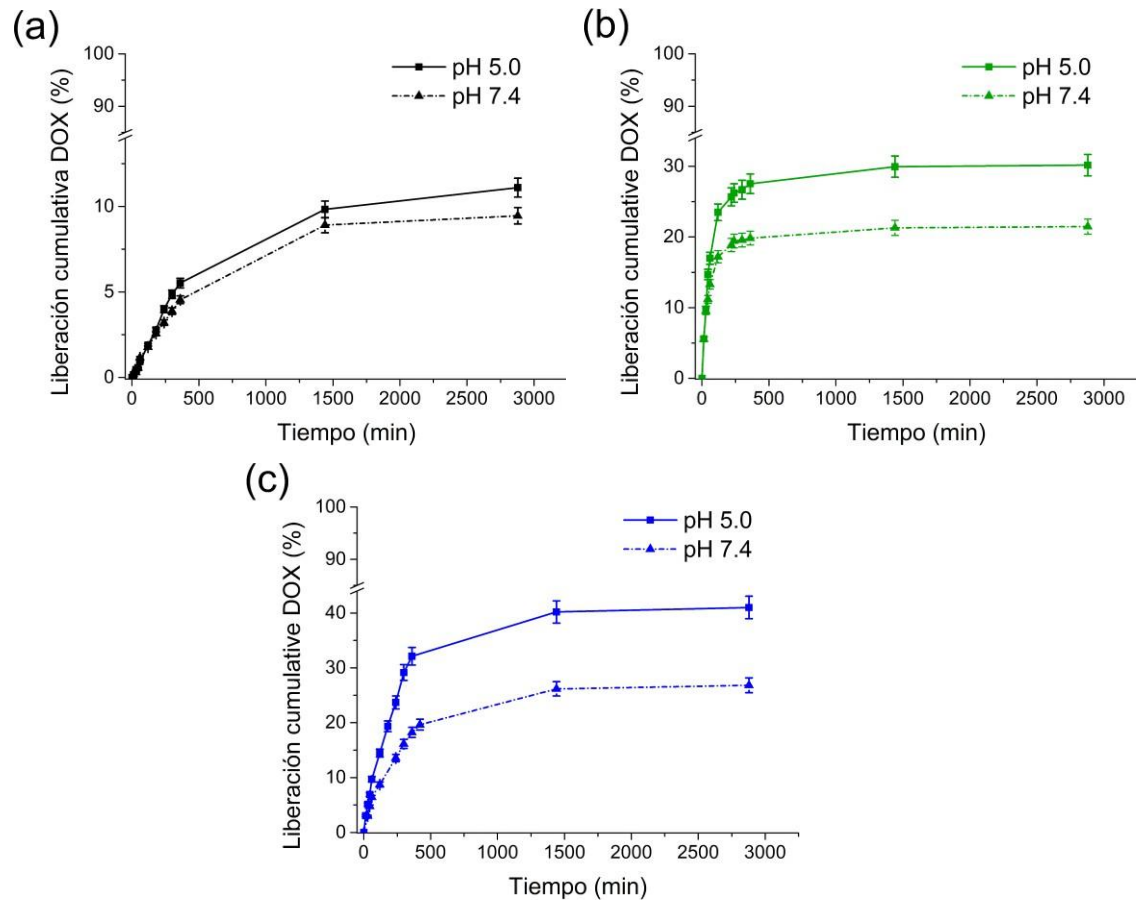 (a)
Liberación cumulativa DOX (%)
100
90
10
5
0
pH 5.0
pH 7.4
0 500 1000 1500 2000 2500 3000
Tiempo (min)
(b)
Liberación cumulative DOX (%)
100
90
30
20
10
0
pH 5.0
pH 7.4
0 500 1000 1500 2000 2500 3000
Tiempo (min)
(c)
Liberación cumulative DOX (%)
100
90
40
30
20
10
0
pH 5.0
pH 7.4
0 500 1000 1500 2000 2500 3000
Tiempo (min)